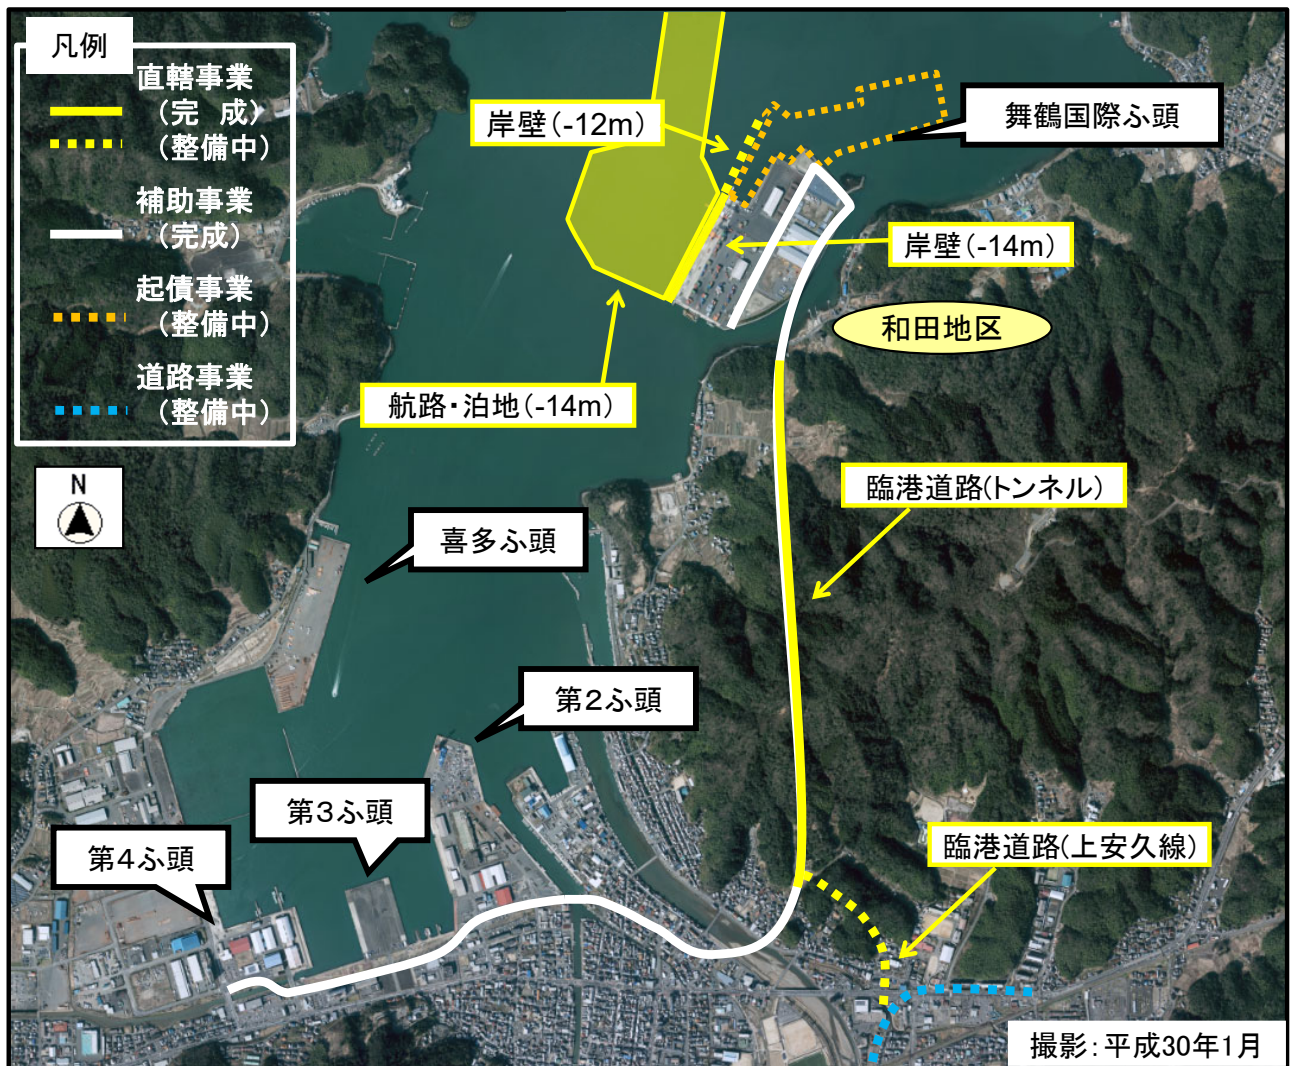 凡例
直轄事業
（完　成）
（整備中）
補助事業
（完成）
起債事業
（整備中）
道路事業
（整備中）
N
岸壁（-12m）
舞鶴国際ふ頭
岸壁（-14m）
和田地区
航路・泊地（-14m）
臨港道路(トンネル)
喜多ふ頭
第２ふ頭
第３ふ頭
第４ふ頭
臨港道路(上安久線)
撮影：平成30年1月